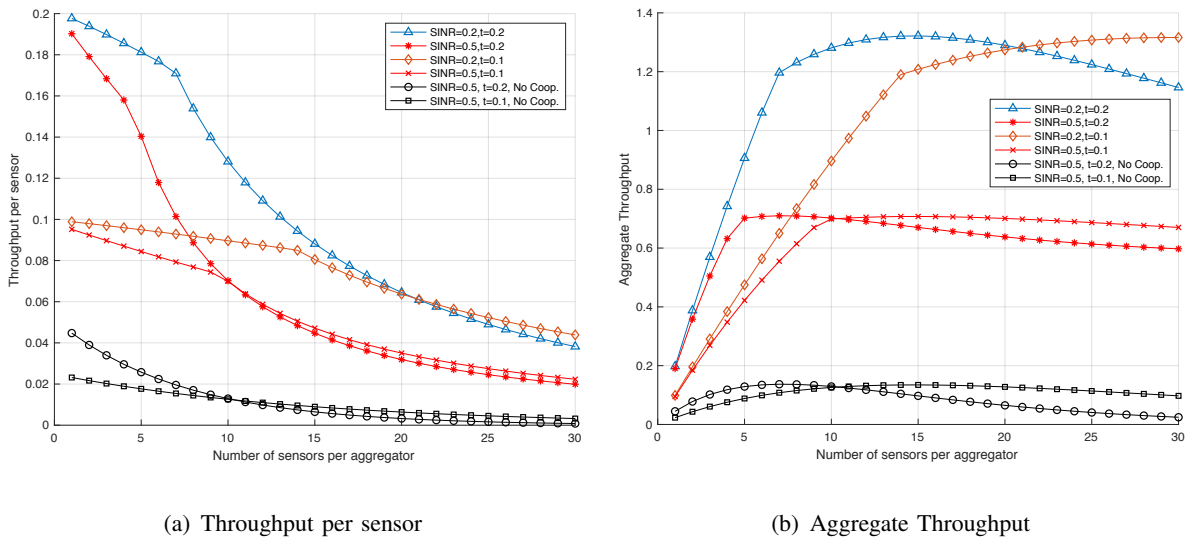 0.2
0.18
0.16
0.14
0.12
0.1
0.08
0.06
0.04
0.02
0
Throughput per sensor
SINR=0.2,t=0.2
SINR=0.5,t=0.2
SINR=0.2,t=0.1
SINR=0.5,t=0.1
SINR=0.5, t=0.2, No Coop.
SINR=0.5, t=0.1, No Coop.
0 5 10 15 20 25 30
Number of sensors per aggregator
(a) Throughput per sensor
1.4
1.2
1
0.8
0.6
0.4
0.2
0
Aggregate Throughput
SINR=0.2,t=0.2
SINR=0.5,t=0.2
SINR=0.2,t=0.1
SINR=0.5,t=0.1
SINR=0.5, t=0.2, No Coop.
SINR=0.5, t=0.1, No Coop.
0 5 10 15 20 25 30
Number of sensors per aggregator
(b) Aggregate Throughput